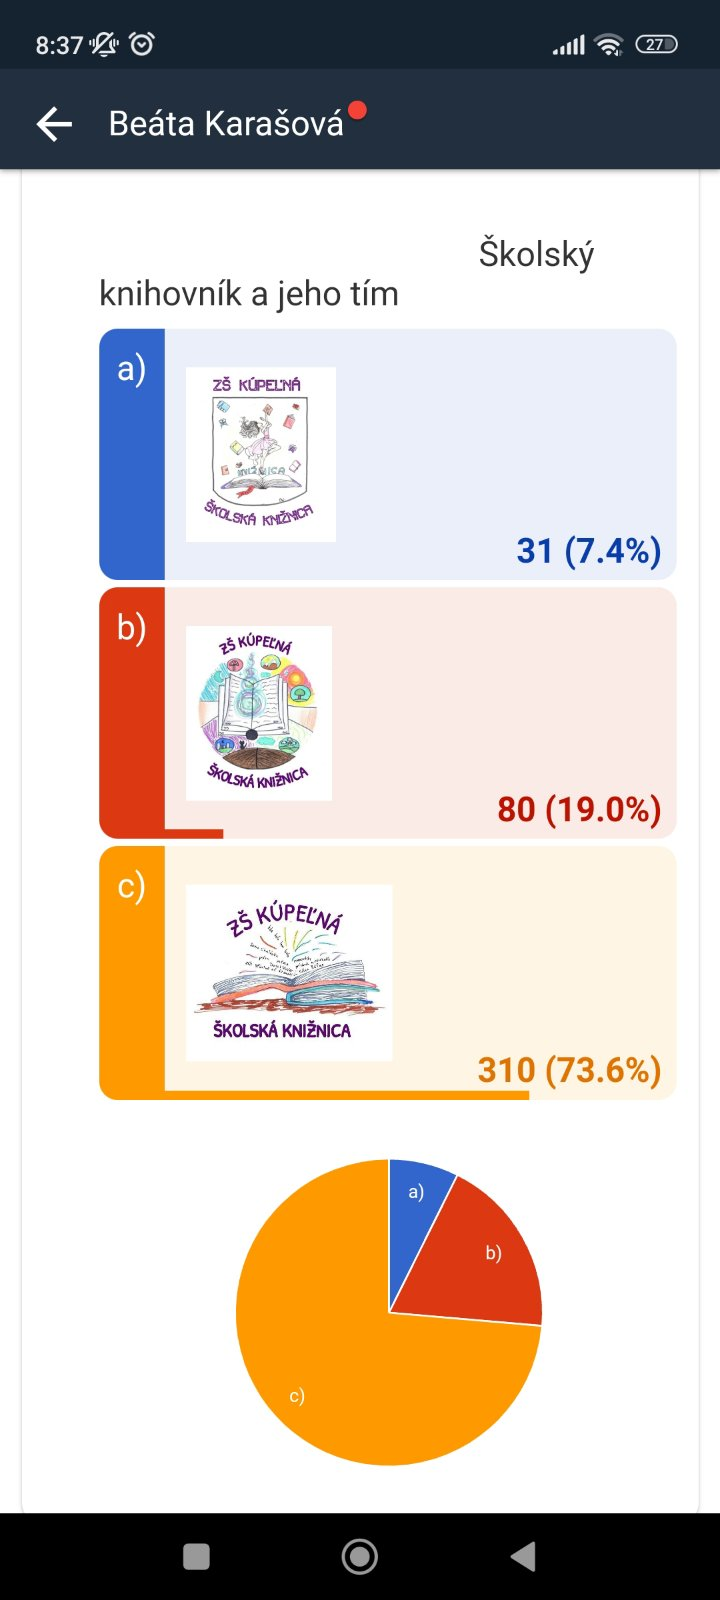 8:37
27
Beáta Karašová
Školský
knihovník a jeho tím
a)
ZŠ KÚPEĽNÁ
KNIŽNICA
ŠKOLSKÁ KNIŽNICA
31 (7.4%)
b)
ZŠ KÚPEĽNÁ
ŠKOLSKÁ KNIŽNICA
80 (19.0%)
c)
ZŠ KÚPEĽNÁ
ŠKOLSKÁ KNIŽNICA
310 (73.6%)
a)
b)
c)